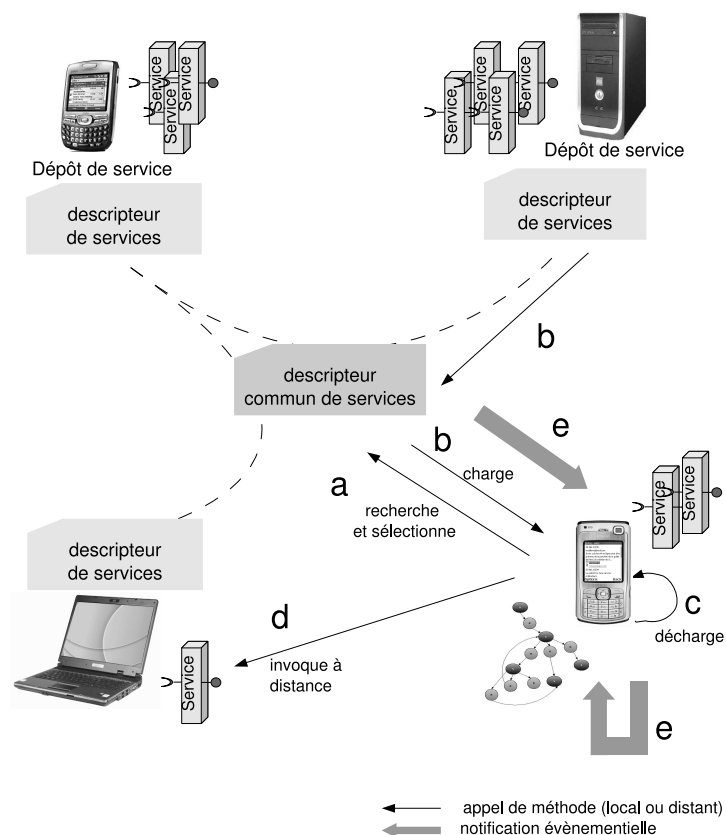 Service
Service
Service
Dépôt de service
Service
Service
Service
Service
Dépôt de service
descripteur
de services
descripteur
de services
b
descripteur
commun de services
e
b
charge
a
recherche
et sélectionne
Service
Service
descripteur
de services
c
décharge
d
invoque à
distance
Service
e
appel de méthode (local ou distant)
notification évènementielle